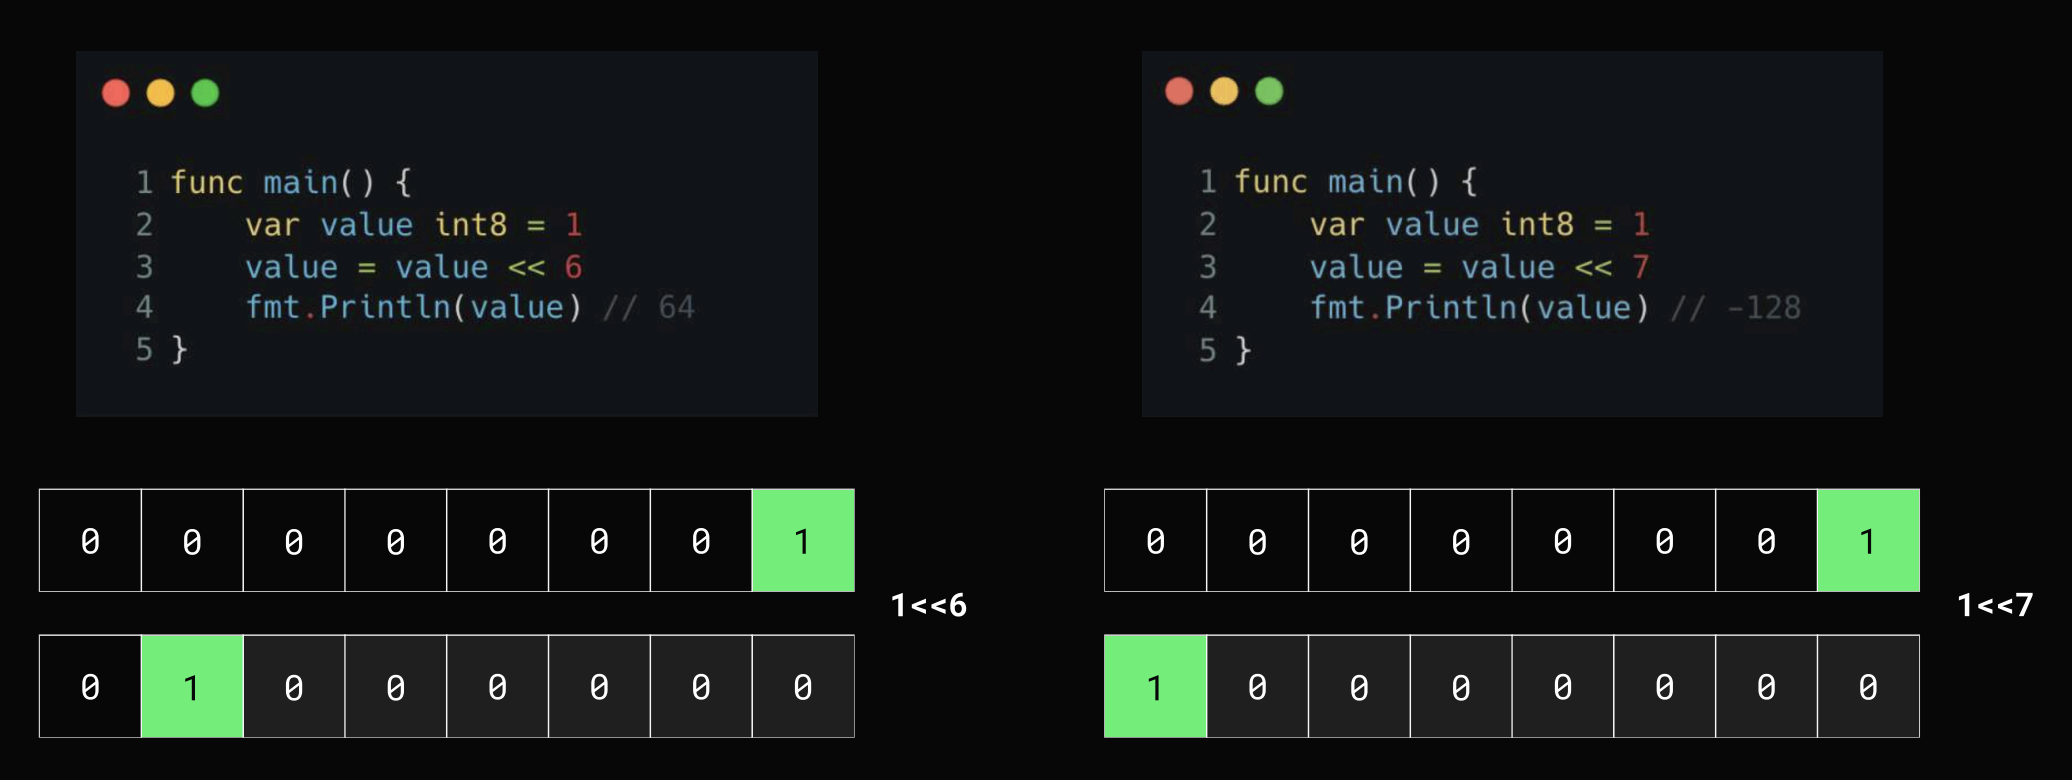 1 func main() {
2     var value int8 = 1
3     value = value << 6
4     fmt.Println(value) // 64
5 }
0 0 0 0 0 0 0 1
1<<6
0 1 0 0 0 0 0 0
1 func main() {
2     var value int8 = 1
3     value = value << 7
4     fmt.Println(value) // -128
5 }
0 0 0 0 0 0 0 1
1<<7
1 0 0 0 0 0 0 0